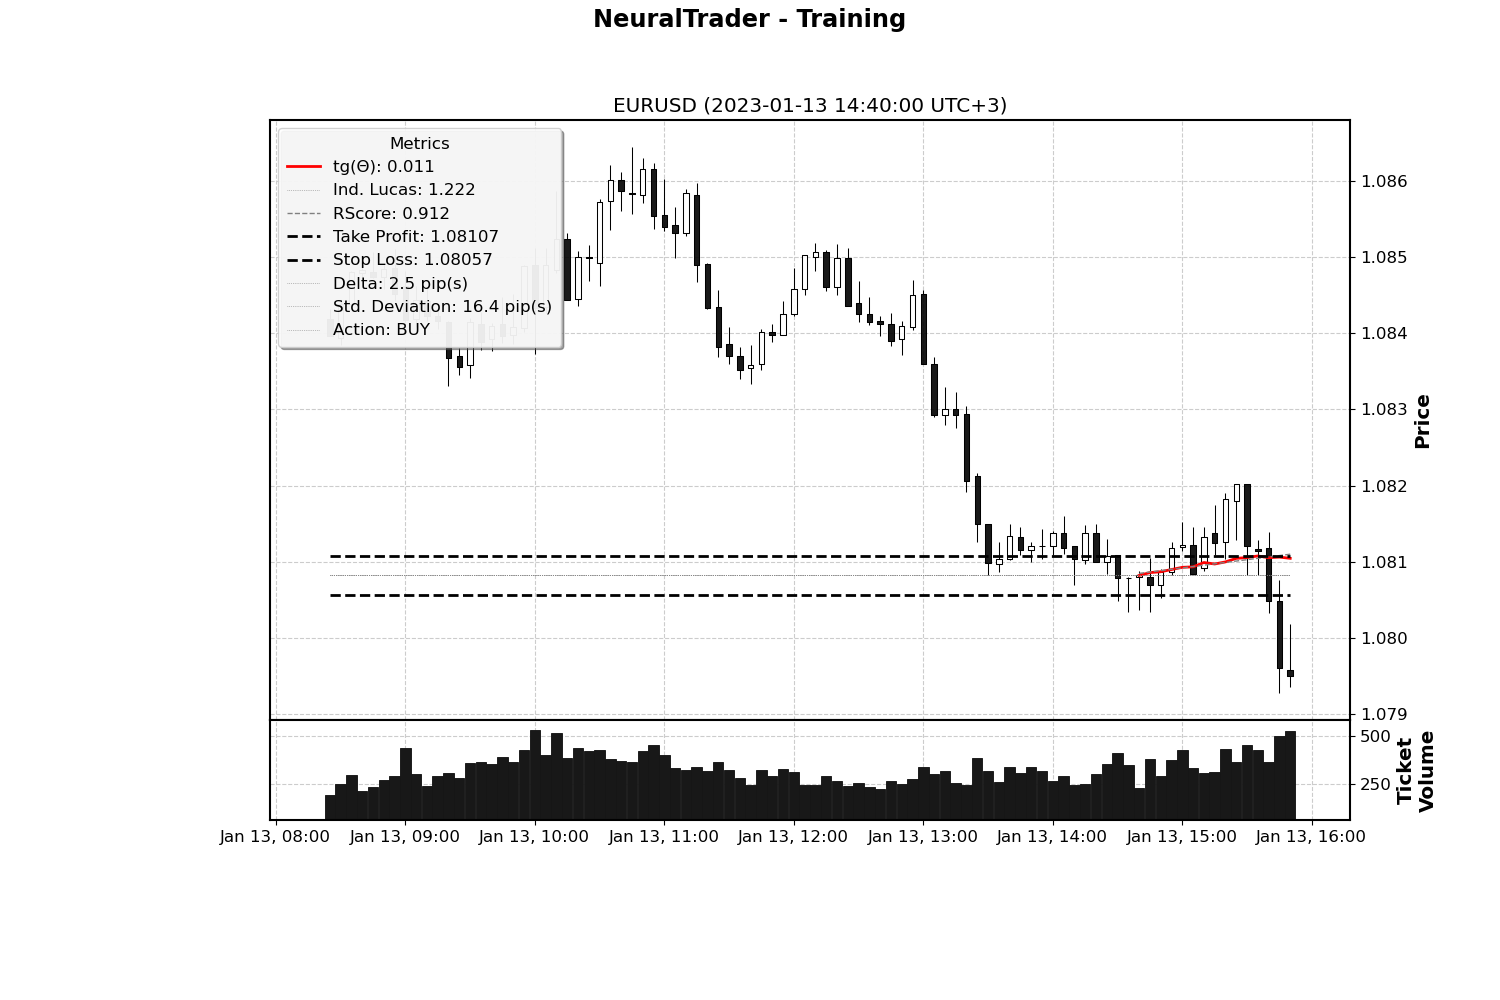 NeuralTrader - Training
EURUSD (2023-01-13 14:40:00 UTC+3)
Metrics
tg(Θ): 0.011
Ind. Lucas: 1.222
RScore: 0.912
Take Profit: 1.08107
Stop Loss: 1.08057
Delta: 2.5 pip(s)
Std. Deviation: 16.4 pip(s)
Action: BUY
1.086
1.085
1.084
1.083
1.082
1.081
1.080
1.079
Price
500
250
Ticket
Volume
Jan 13, 08:00
Jan 13, 09:00
Jan 13, 10:00
Jan 13, 11:00
Jan 13, 12:00
Jan 13, 13:00
Jan 13, 14:00
Jan 13, 15:00
Jan 13, 16:00